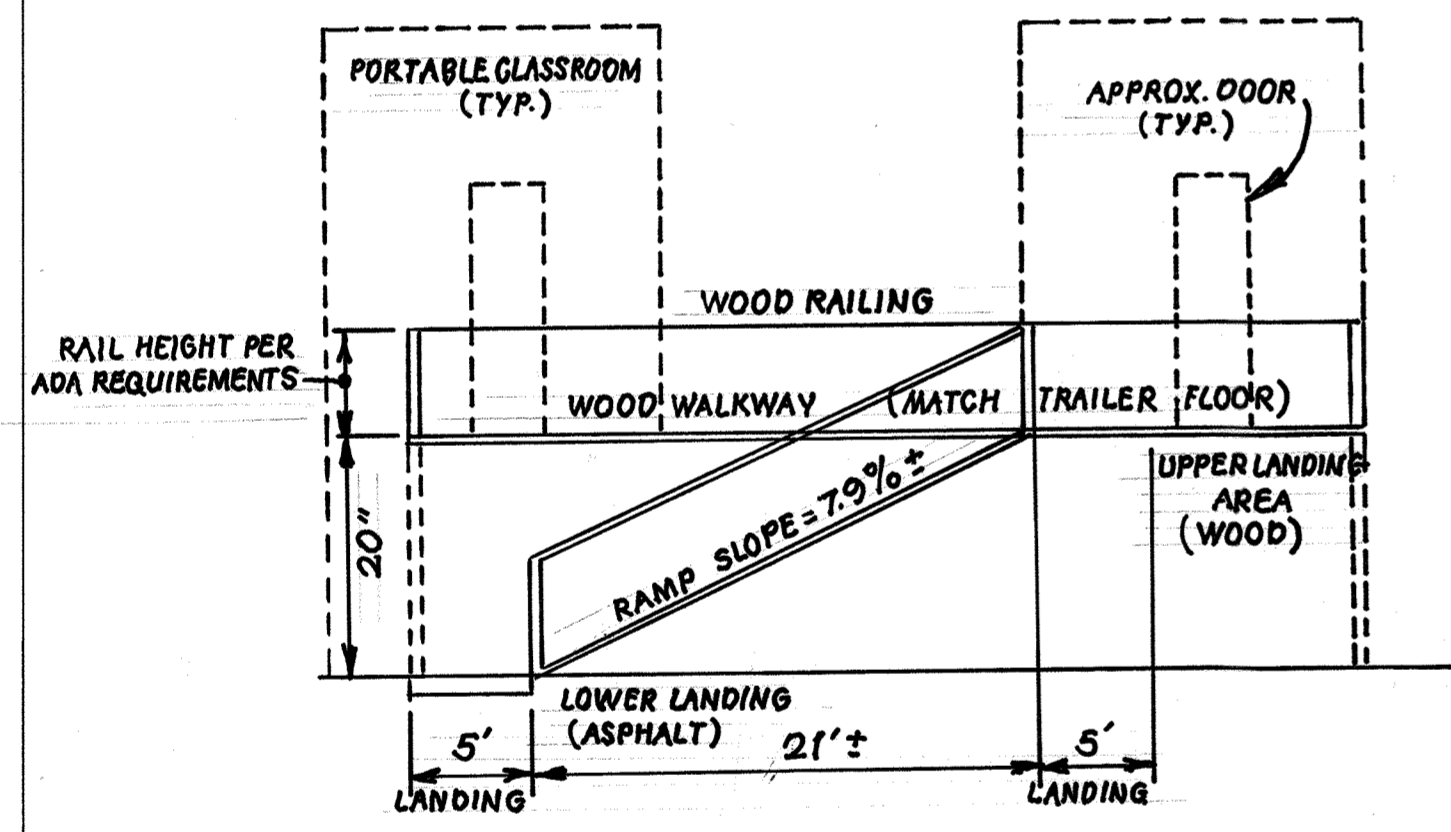 PORTABLE CLASSROOM
(TYP.)
APPROX. DOOR
(TYP.)
WOOD RAILING
RAIL HEIGHT PER
ADA REQUIREMENTS
WOOD WALKWAY (MATCH TRAILER FLOOR)
UPPER LANDING
AREA
(WOOD)
20"
RAMP SLOPE = 7.9% ±
LOWER LANDING
(ASPHALT)
5'
21' ±
5'
LANDING
LANDING